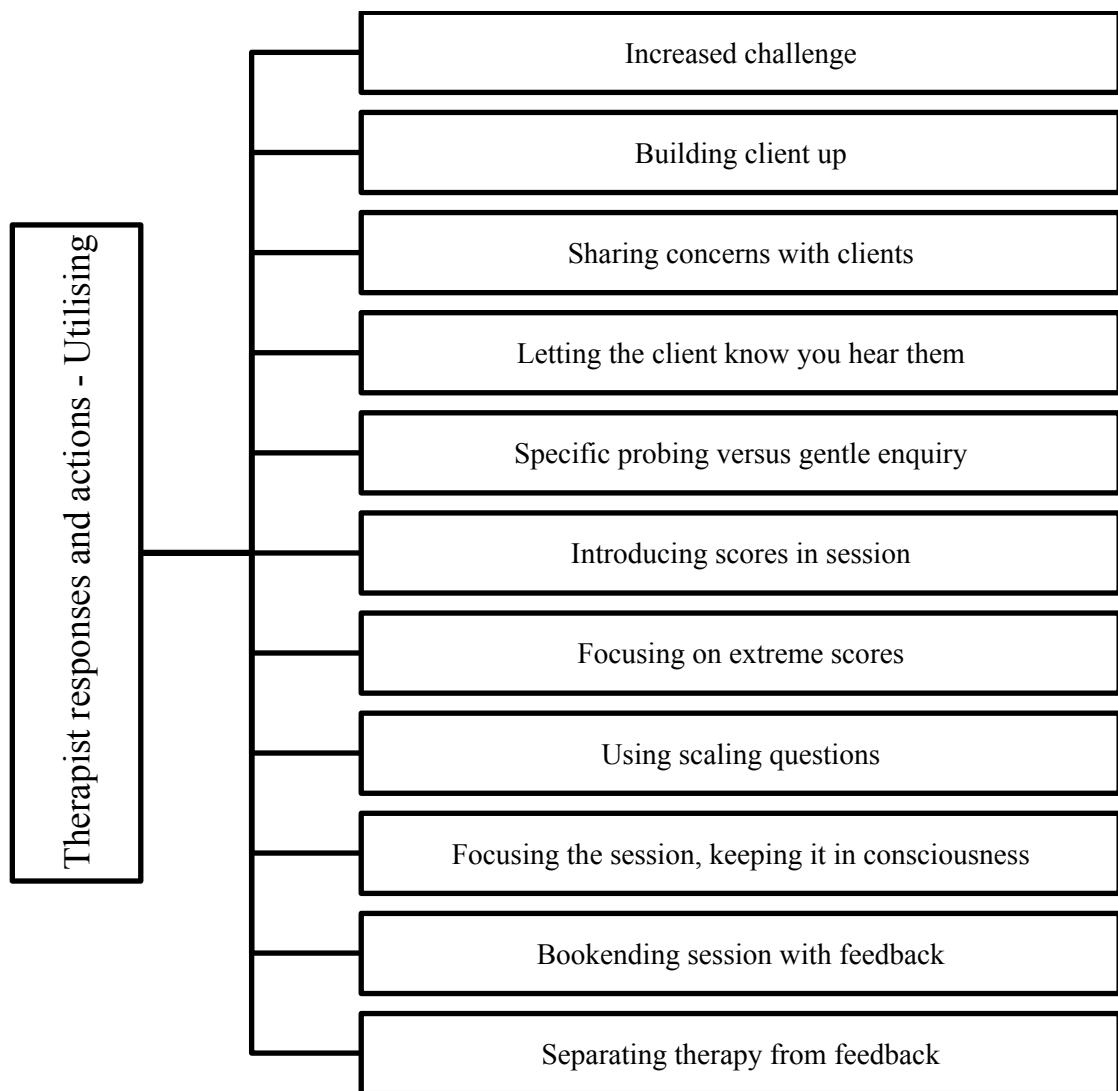 Therapist responses and actions - Utilising
Increased challenge
Building client up
Sharing concerns with clients
Letting the client know you hear them
Specific probing versus gentle enquiry
Introducing scores in session
Focusing on extreme scores
Using scaling questions
Focusing the session, keeping it in consciousness
Bookending session with feedback
Separating therapy from feedback